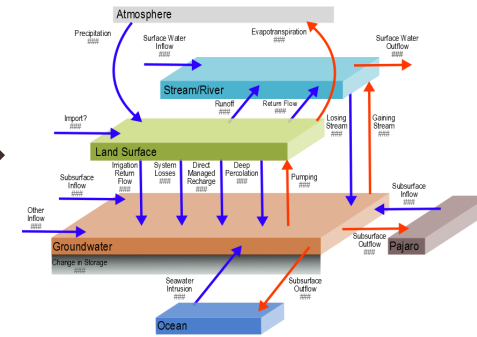 Atmosphere
Precipitation
###
Evapotranspiration
###
Surface Water
Inflow
###
Surface Water
Outflow
###
Stream/River
Runoff
###
Return Flow
###
Losing
Stream
###
Gaining
Stream
###
Import?
###
Land Surface
Irrigation
Return
Flow
###
System
Losses
###
Direct
Managed
Recharge
###
Deep
Percolation
###
Pumping
###
Subsurface
Inflow
###
Subsurface
Inflow
###
Other
Inflow
###
Groundwater
Subsurface
Outflow
###
Pajaro
Change in Storage
###
Seawater
Intrusion
###
Subsurface
Outflow
###
Ocean